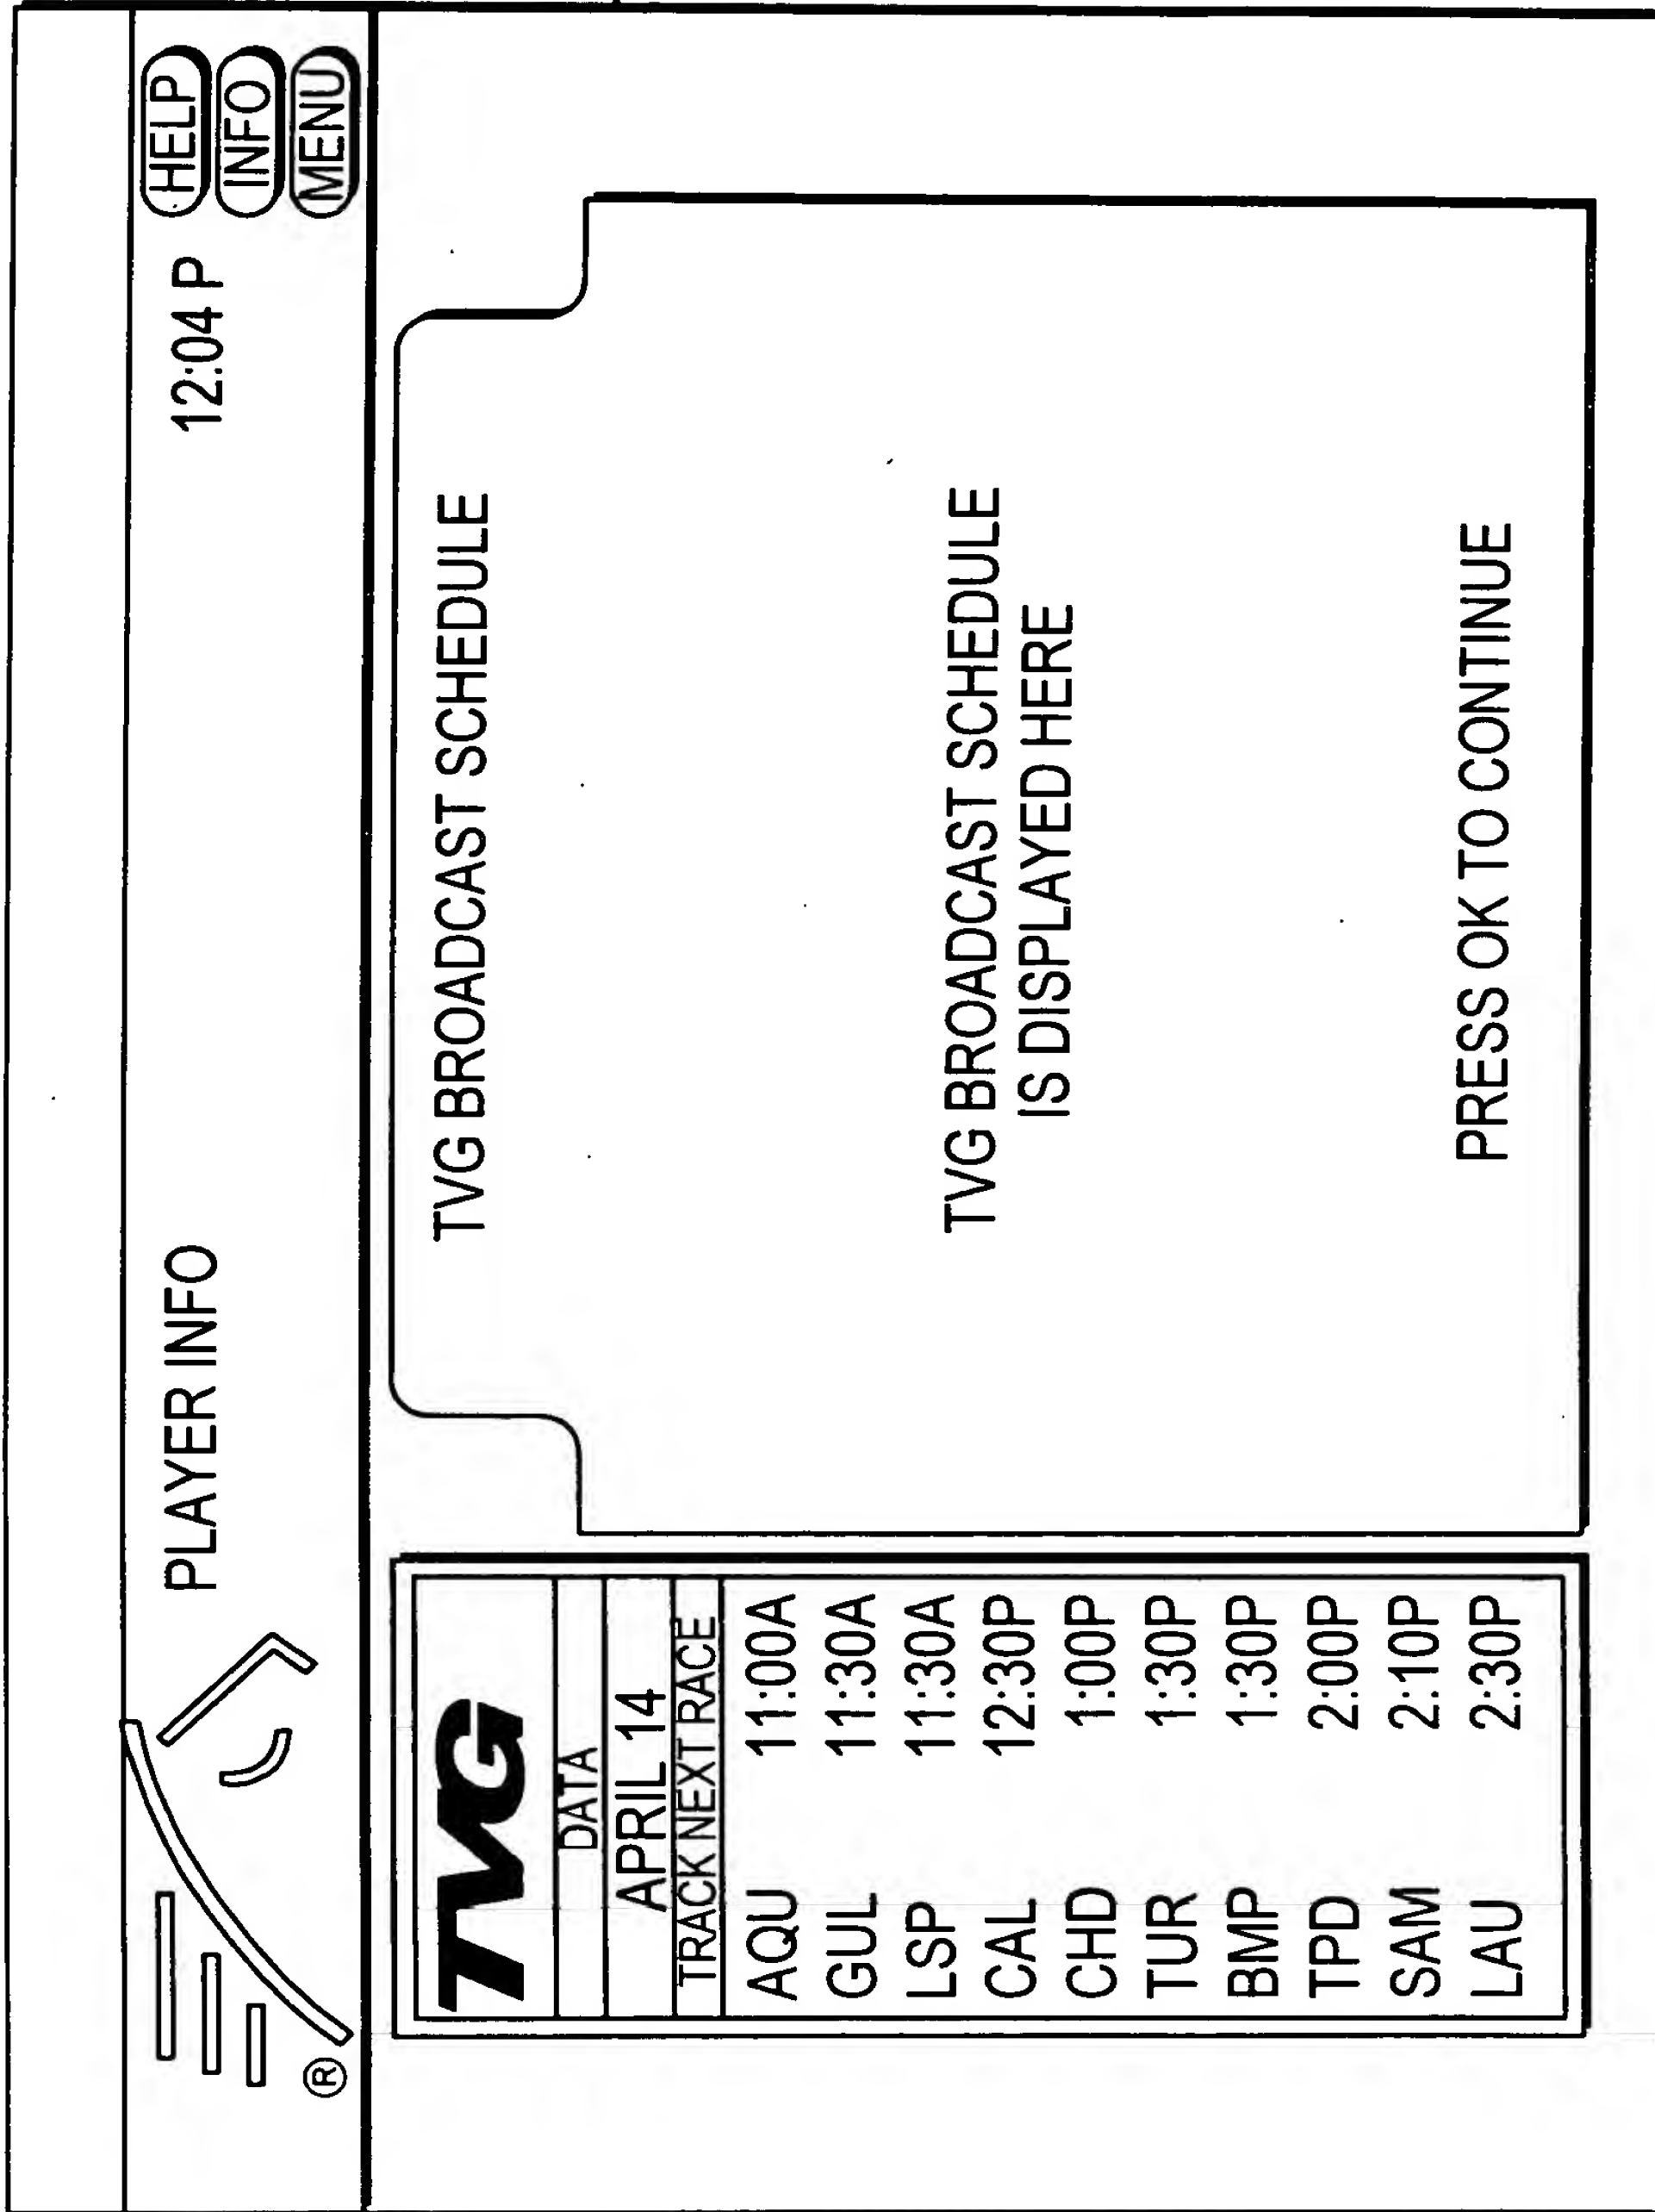 PLAYER INFO
12:04 P
HELP
INFO
MENU
®
TVG
DATA
APRIL 14
TRACK NEXT RACE
AQU 11:00A
GUL 11:30A
LSP 11:30A
CAL 12:30P
CHD 1:00P
TUR 1:30P
BMP 1:30P
TPD 2:00P
SAM 2:10P
LAU 2:30P
TVG BROADCAST SCHEDULE
TVG BROADCAST SCHEDULE
IS DISPLAYED HERE
PRESS OK TO CONTINUE